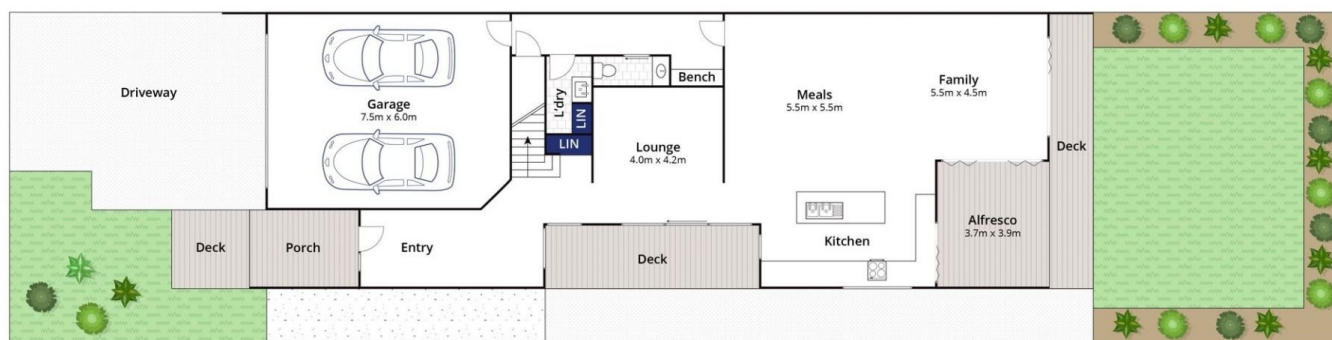 Driveway
Garage
7.5m x 6.0m
L'dry
LIN
LIN
Bench
Lounge
4.0m x 4.2m
Meals
5.5m x 5.5m
Family
5.5m x 4.5m
Deck
Deck
Porch
Entry
Deck
Kitchen
Alfresco
3.7m x 3.9m